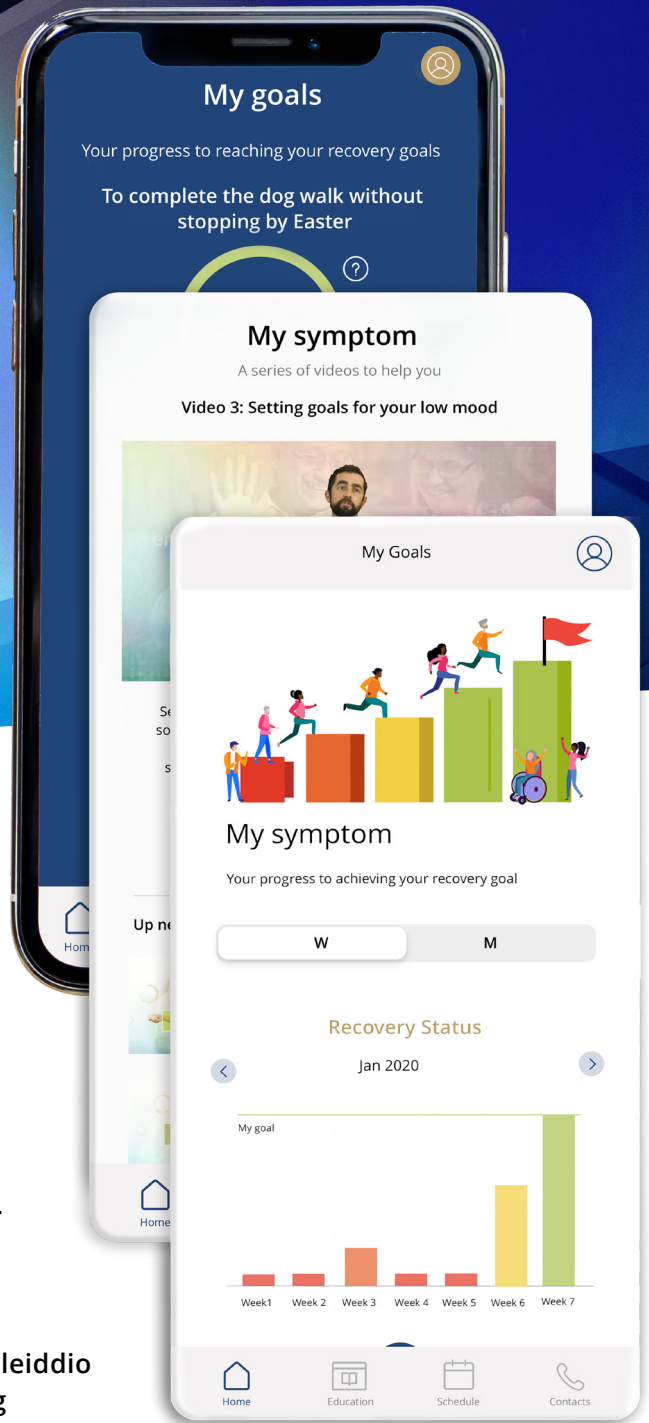 My goals
Your progress to reaching your recovery goals
To complete the dog walk without
stopping by Easter
?
My symptom
A series of videos to help you
Video 3: Setting goals for your low mood
My Goals
My symptom
Your progress to achieving your recovery goal
Up
W M
Recovery Status
Jan 2020
My goal
Week1 Week 2 Week 3 Week 4 Week 5 Week 6 Week 7
Home
Home Education Schedule Contacts